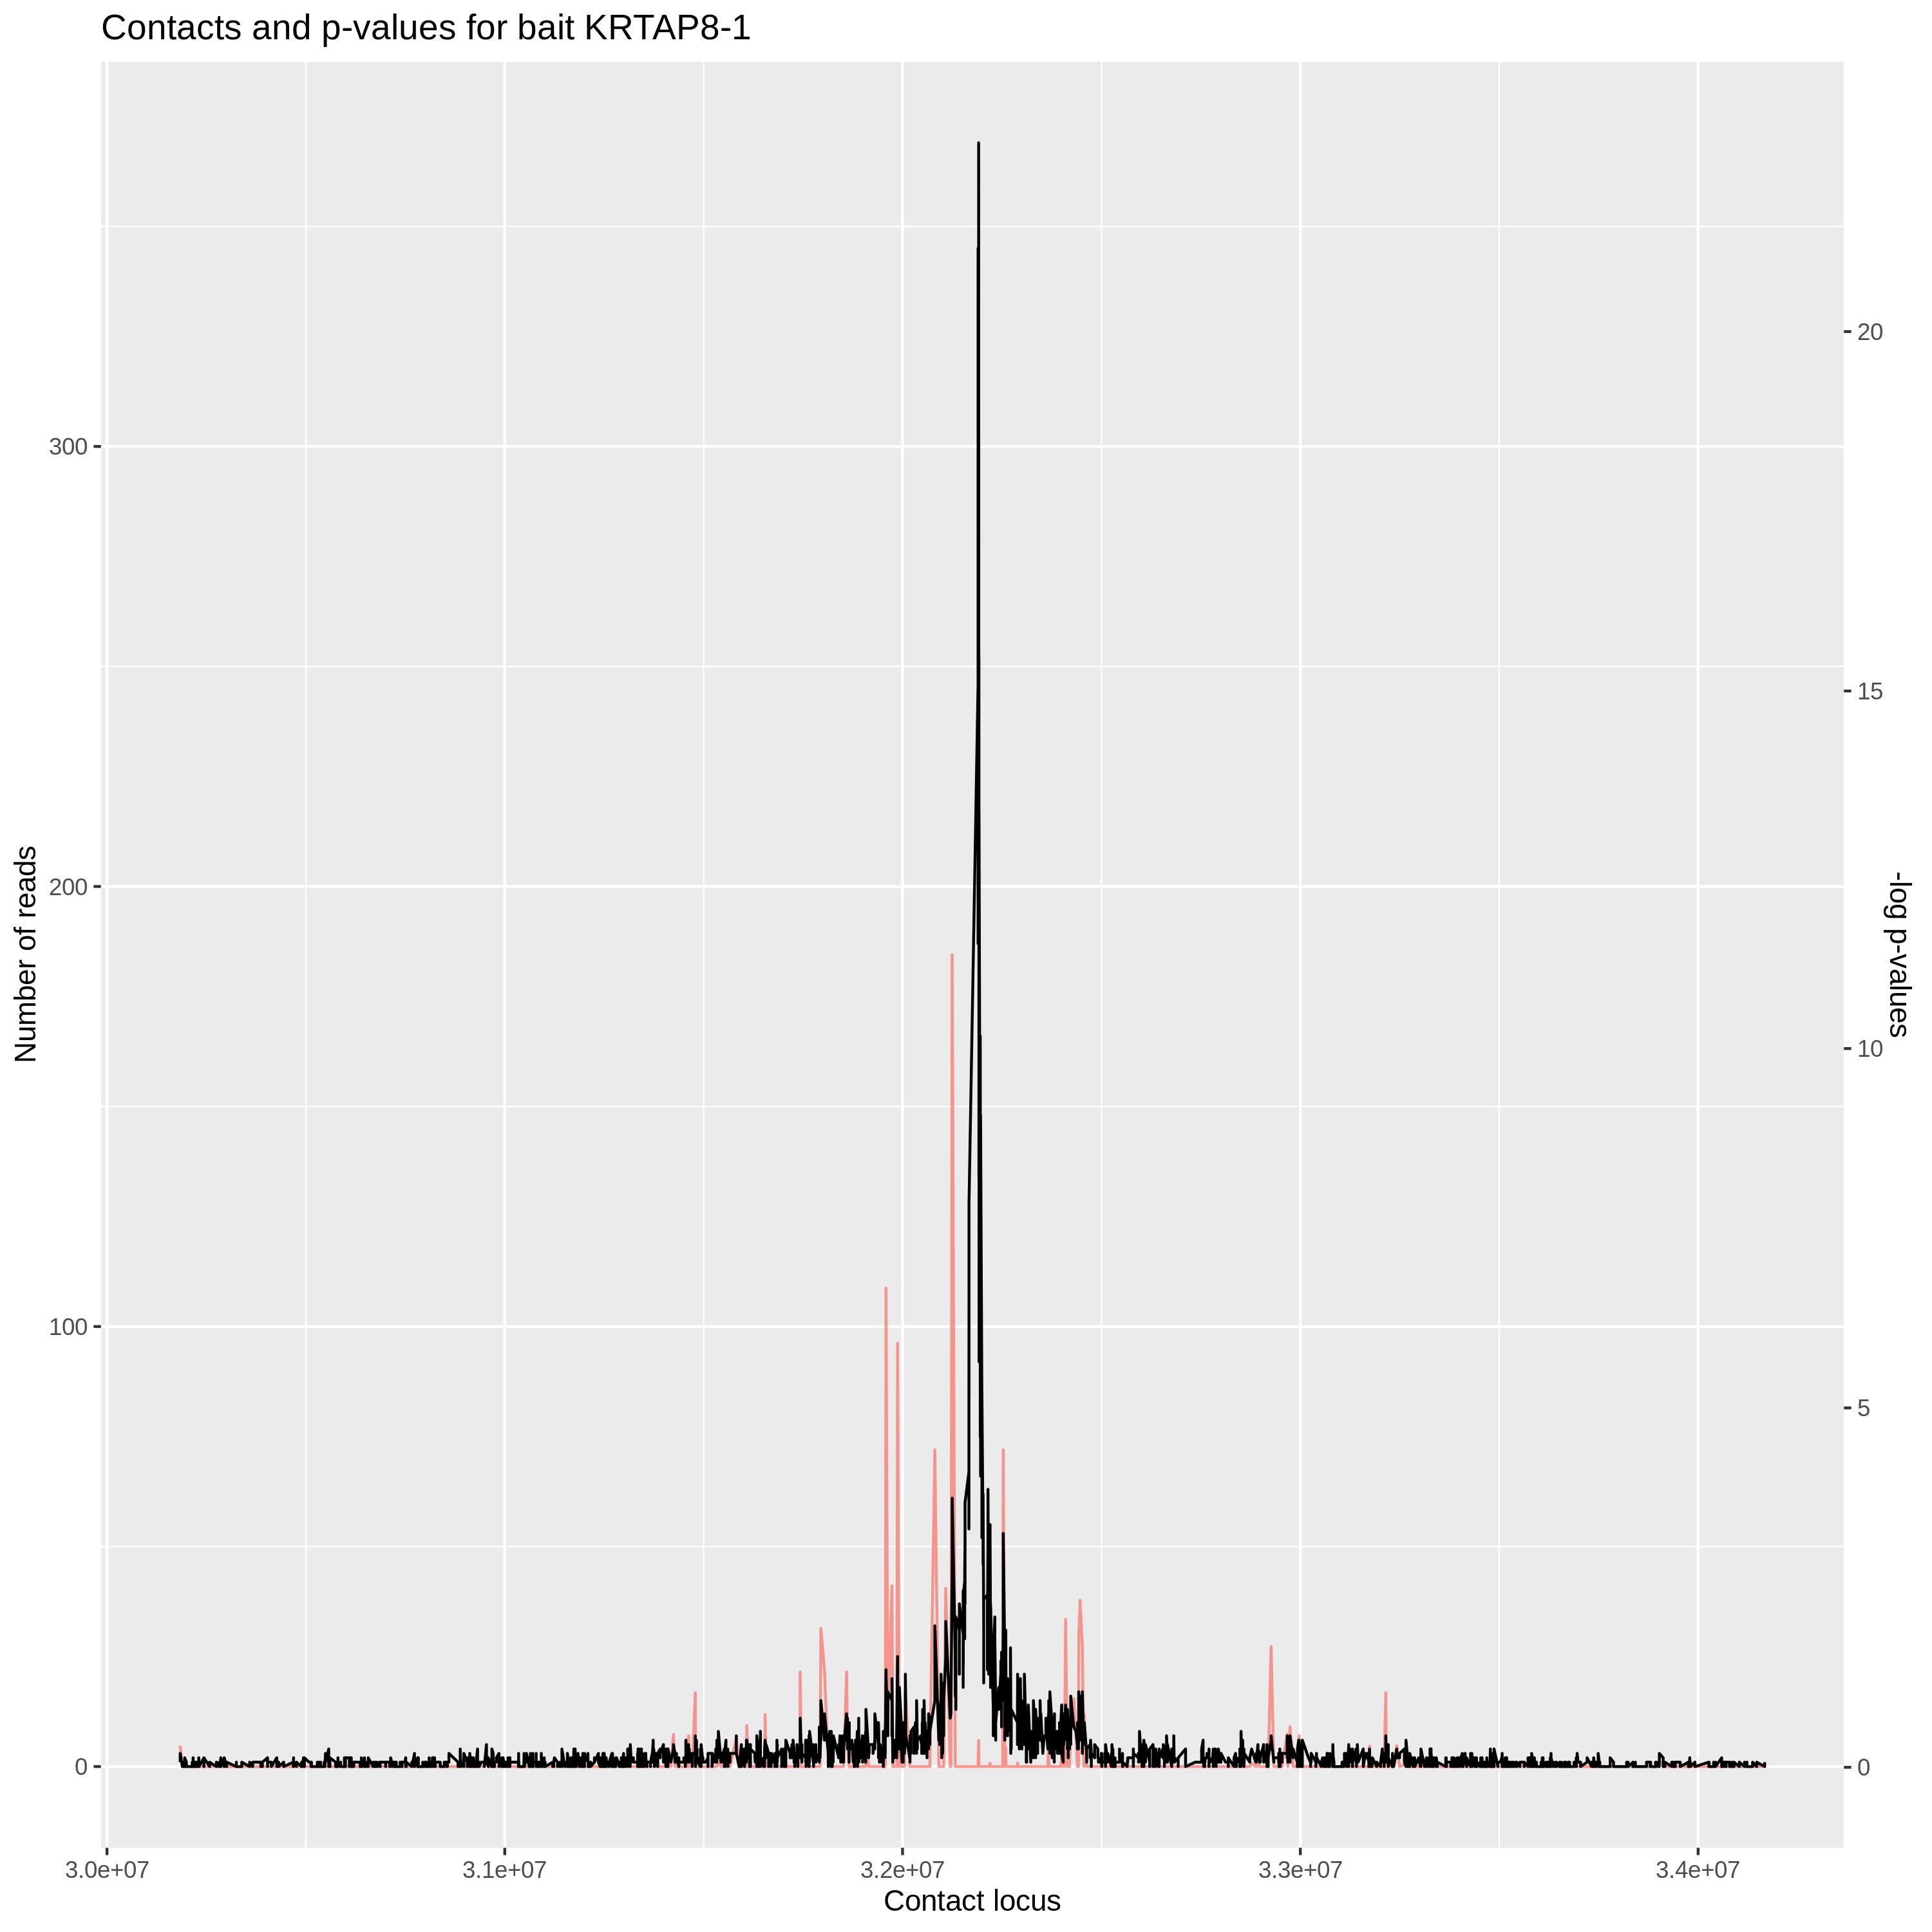 Contacts and p-values for bait KRTAP8-1
Number of reads
300
200
100
0
20
15
10
5
0
-log p-values
3.0e+07
3.1e+07
3.2e+07
3.3e+07
3.4e+07
Contact locus